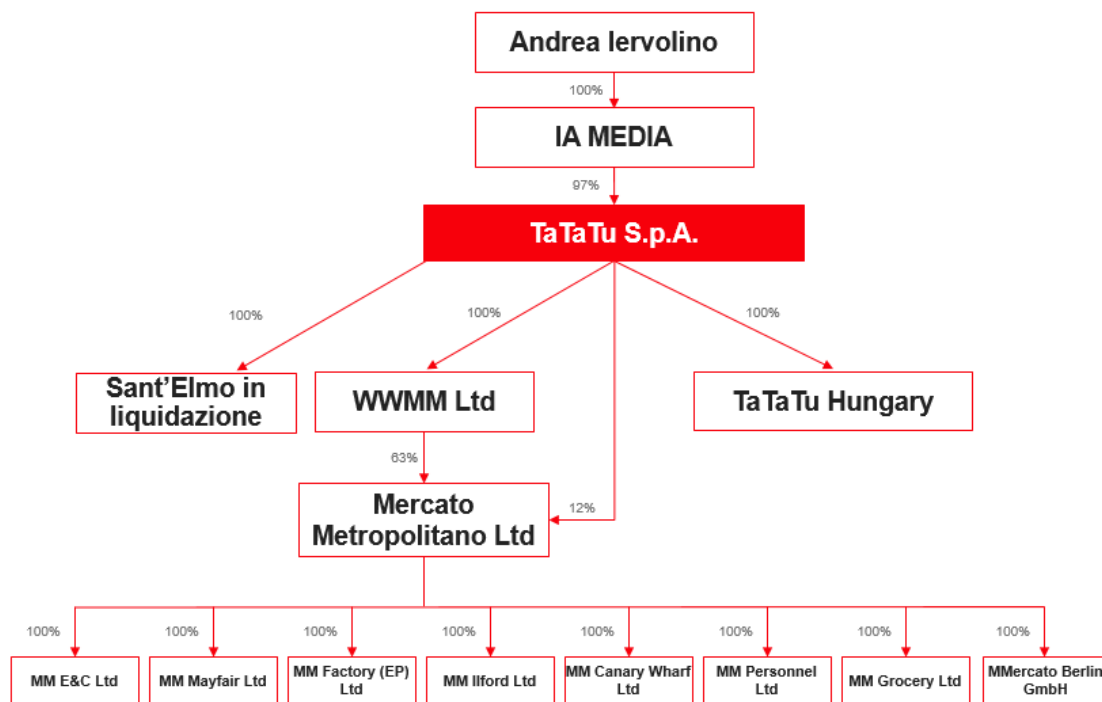 Andrea Iervolino
100%
IA MEDIA
97%
TaTaTu S.p.A.
100%
100%
100%
Sant'Elmo in
liquidazione
WWMM Ltd
TaTaTu Hungary
63%
Mercato
Metropolitano Ltd
12%
100%
100%
100%
100%
100%
100%
100%
100%
MM E&C Ltd
MM Mayfair Ltd
MM Factory (EP)
Ltd
MM Ilford Ltd
MM Canary Wharf
Ltd
MM Personnel
Ltd
MM Grocery Ltd
MMercato Berlin
GmbH